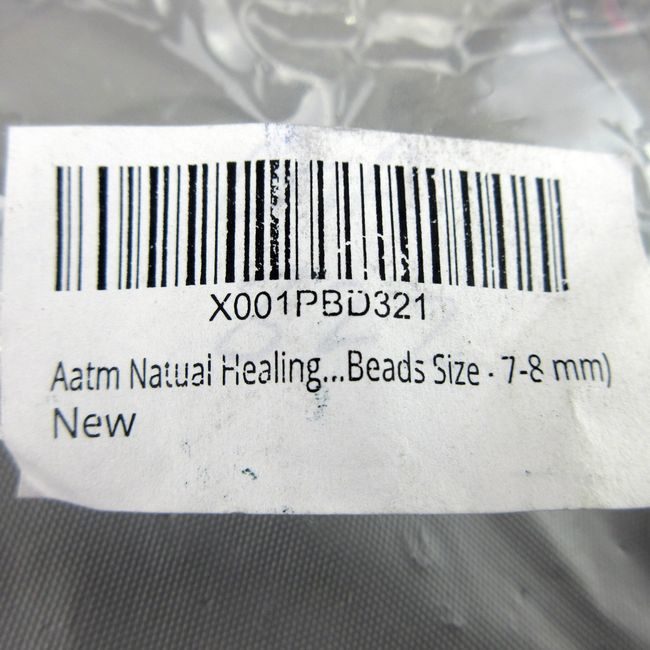 X001PBD321
Aatm Natual Healing...Beads Size - 7-8 mm)
New